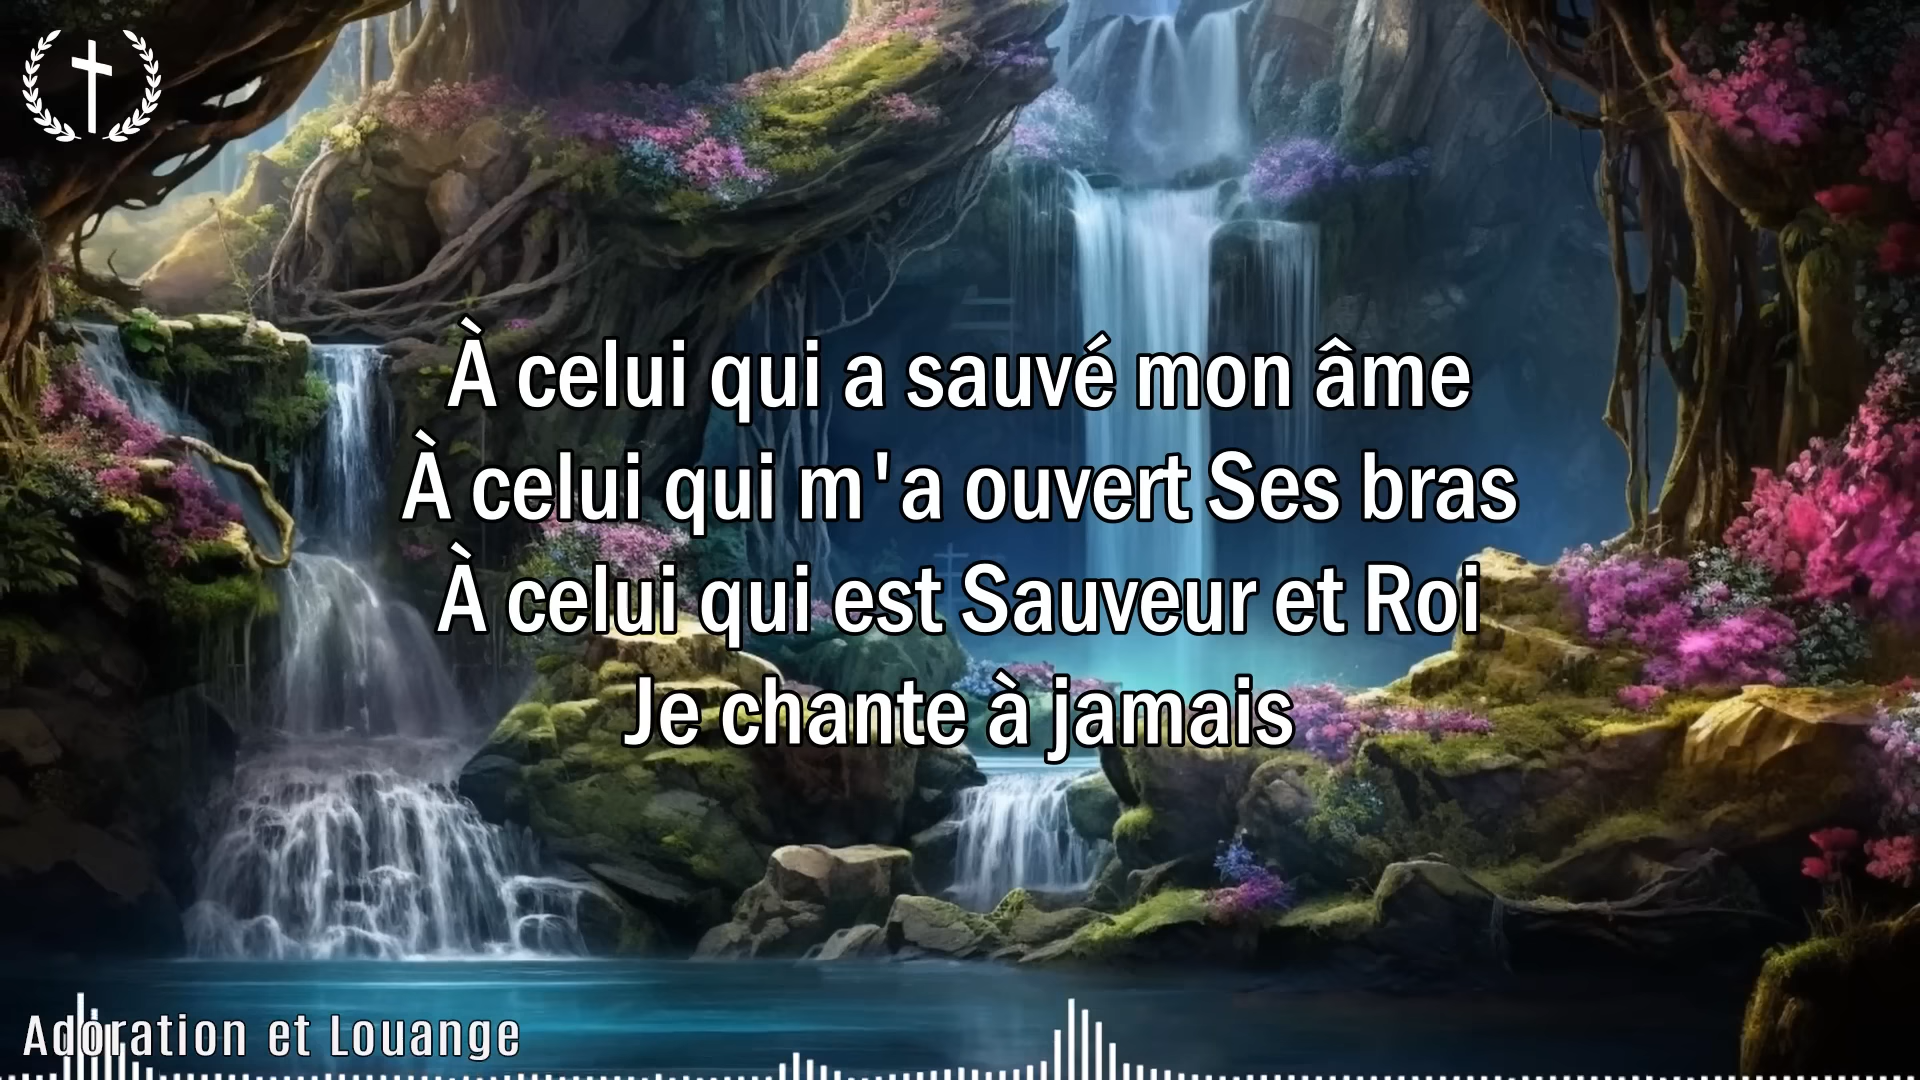 À celui qui a sauvé mon âme
À celui qui m'a ouvert Ses bras
À celui qui est Sauveur et Roi
Je chante à jamais
Adoration et Louange